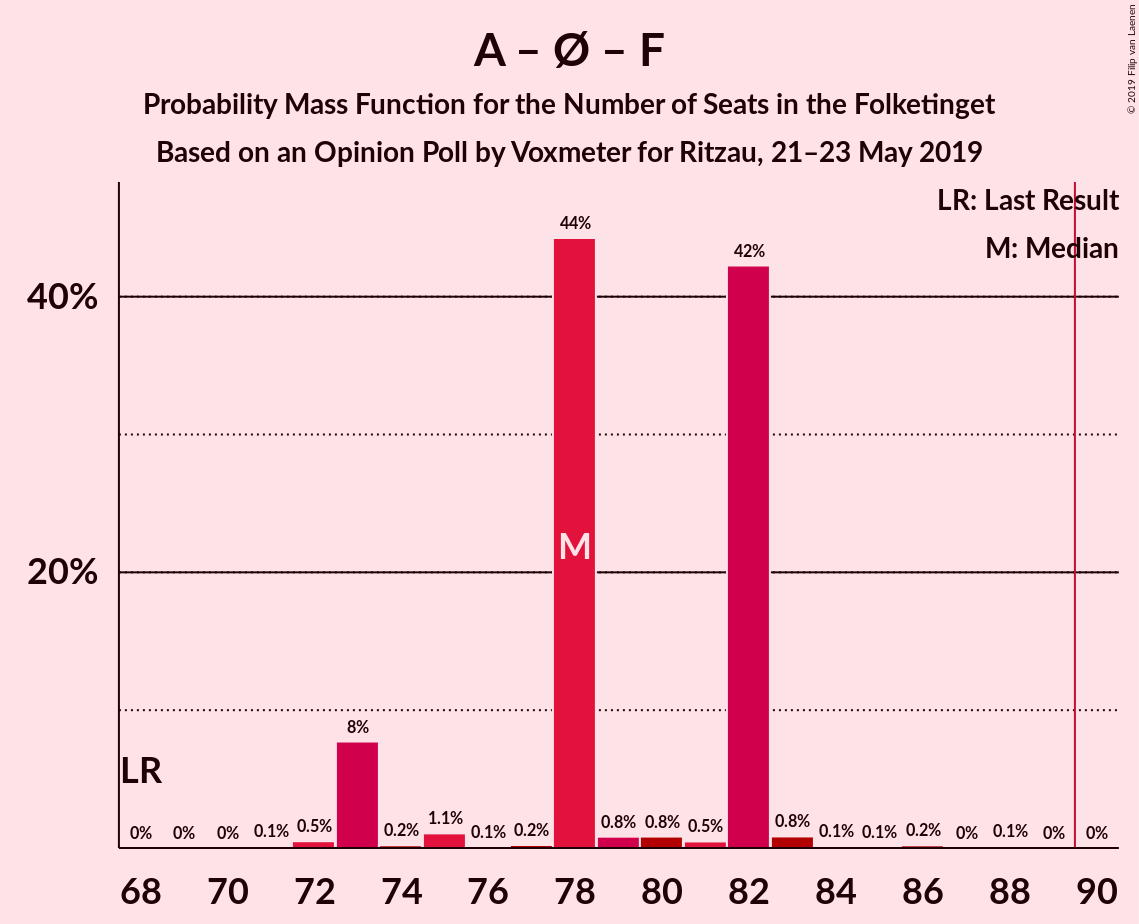 A – Ø – F
Probability Mass Function for the Number of Seats in the Folketinget
Based on an Opinion Poll by Voxmeter for Ritzau, 21–23 May 2019
© 2019 Filip van Laenen
LR: Last Result
M: Median
40%
20%
44%
42%
M
8%
LR
0%
0%
0%
0.1%
0.5%
0.2%
1.1%
0.1%
0.2%
0.8%
0.8%
0.5%
0.8%
0.1%
0.1%
0.2%
0%
0.1%
0%
0%
68 70 72 74 76 78 80 82 84 86 88 90